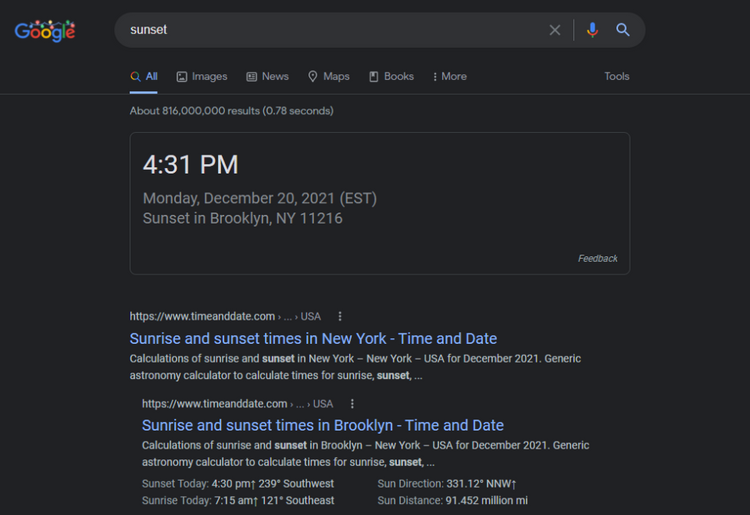 Google
sunset
All Images News Maps Books More Tools
About 816,000,000 results (0.78 seconds)
4:31 PM
Monday, December 20, 2021 (EST)
Sunset in Brooklyn, NY 11216
Feedback
https://www.timeanddate.com › ... › USA
Sunrise and sunset times in New York - Time and Date
Calculations of sunrise and sunset in New York – New York – USA for December 2021. Generic
astronomy calculator to calculate times for sunrise, sunset, ...
https://www.timeanddate.com › ... › USA
Sunrise and sunset times in Brooklyn - Time and Date
Calculations of sunrise and sunset in Brooklyn – New York – USA for December 2021. Generic
astronomy calculator to calculate times for sunrise, sunset, ...
Sunset Today: 4:30 pm↑ 239° Southwest Sun Direction: 331.12° NNW↑
Sunrise Today: 7:15 am↑ 121° Southeast Sun Distance: 91.452 million mi